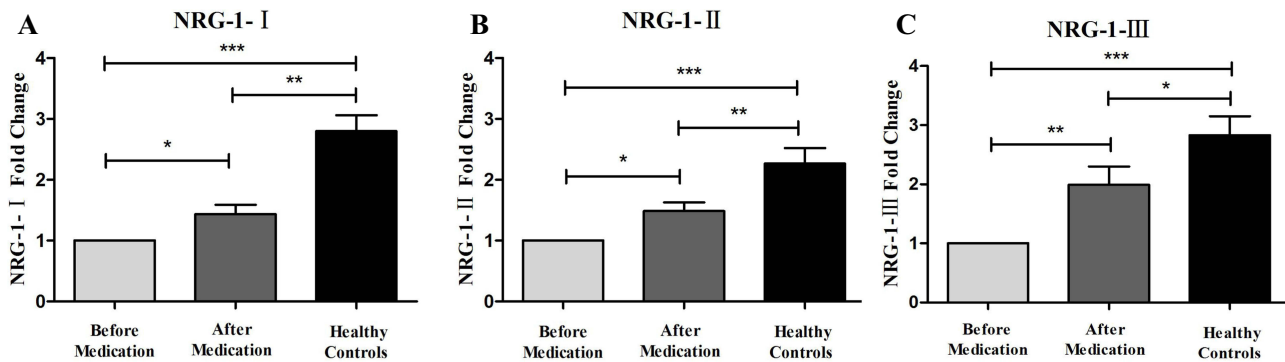 A
NRG-1-Ⅰ
NRG-1-Ⅰ Fold Change
4
3
2
1
0
***
**
*
Before
Medication
After
Medication
Healthy
Controls
B
NRG-1-Ⅱ
NRG-1-Ⅱ Fold Change
4
3
2
1
0
***
**
*
Before
Medication
After
Medication
Healthy
Controls
C
NRG-1-Ⅲ
NRG-1-Ⅲ Fold Change
4
3
2
1
0
***
*
**
Before
Medication
After
Medication
Healthy
Controls